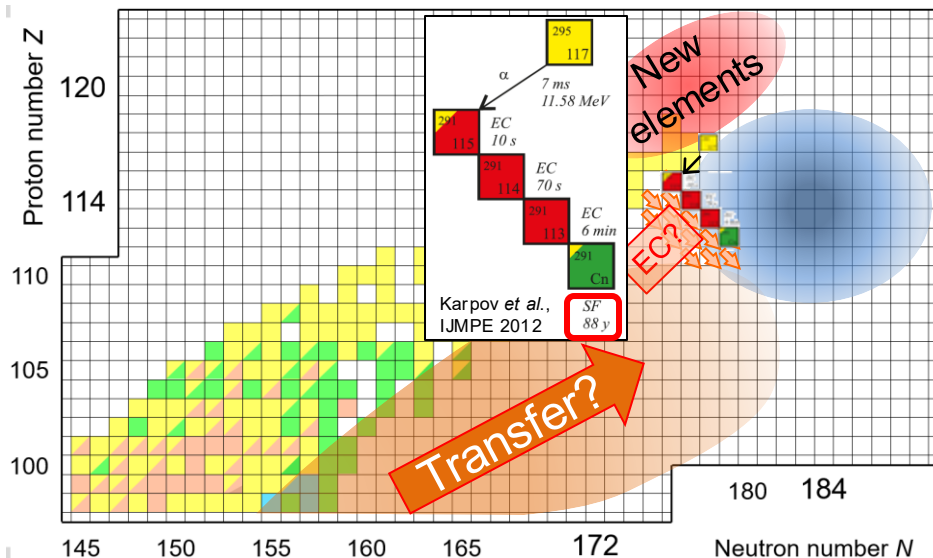 Proton number Z
120
114
110
105
100
145
150
155
160
165
172
180
184
Neutron number N
295
117
α
7 ms
11.58 MeV
291
115
EC
10 s
291
114
EC
70 s
291
113
EC
6 min
291
Cn
SF
88 y
Karpov et al.,
IJMPE 2012
New
elements
EC?
Transfer?